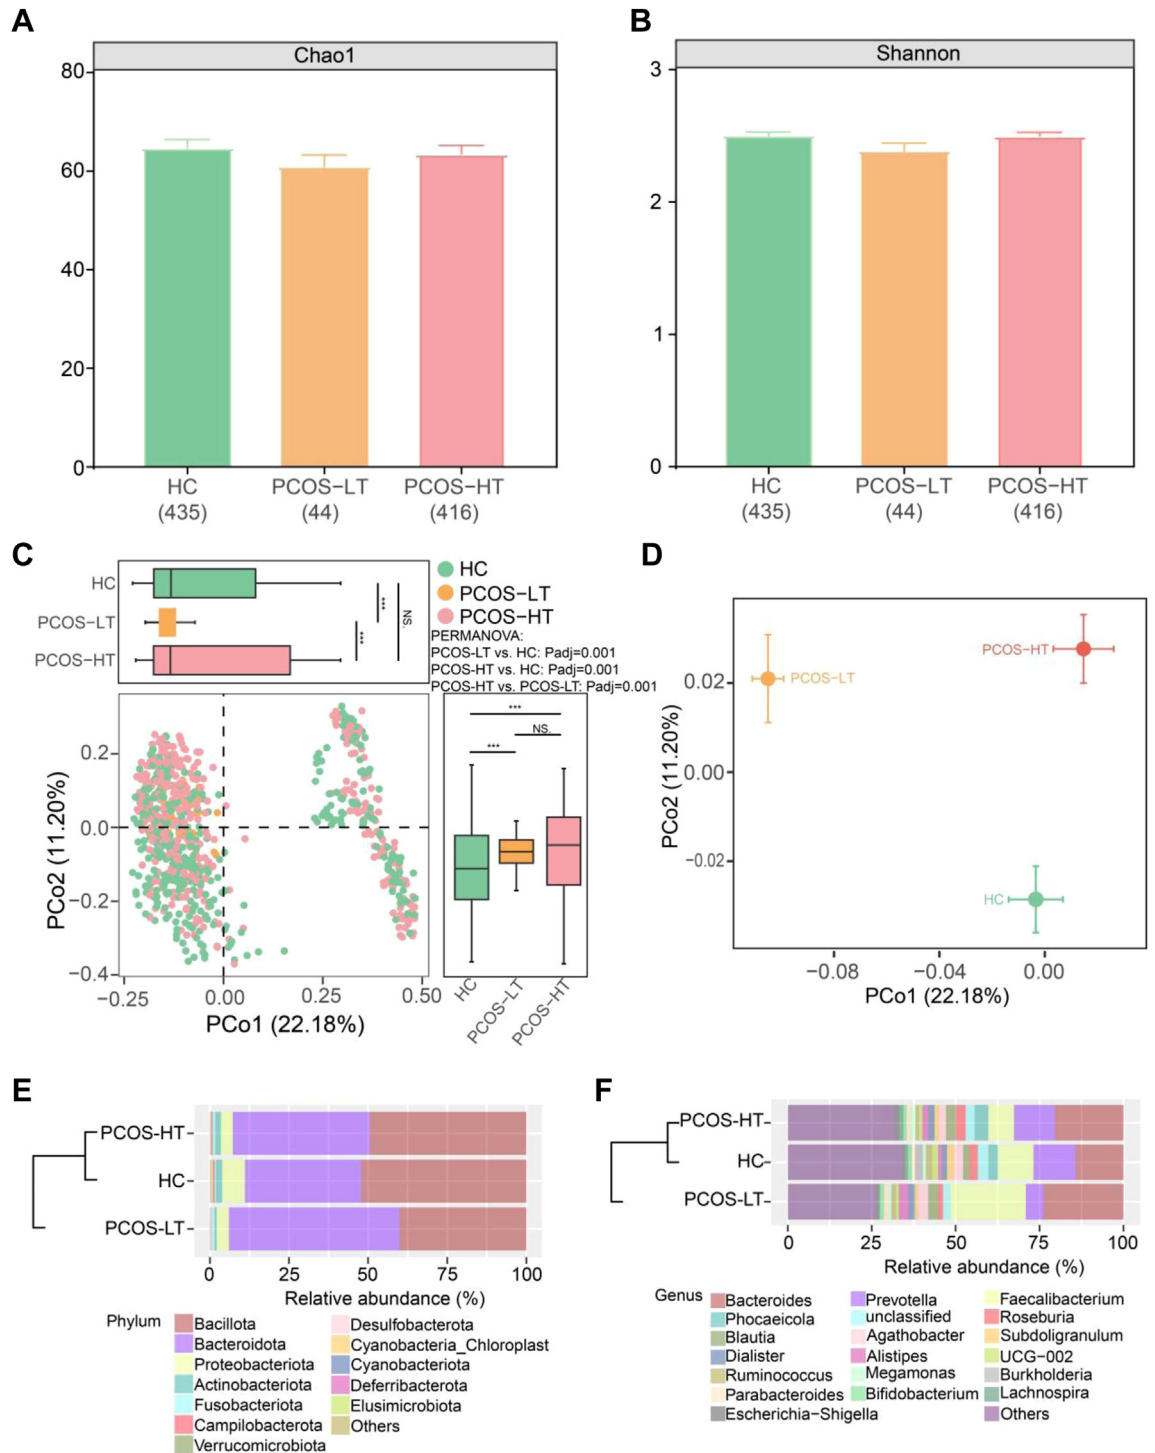 A
B
Chao1
Shannon
80
60
40
20
0
3
2
1
0
HC
(435)
PCOS-LT
(44)
PCOS-HT
(416)
HC
(435)
PCOS-LT
(44)
PCOS-HT
(416)
C
HC
PCOS-LT
PCOS-HT
***
***
NS.
HC
PCOS-LT
PCOS-HT
PERMANOVA:
PCOS-LT vs. HC: Padj=0.001
PCOS-HT vs. HC: Padj=0.001
PCOS-HT vs. PCOS-LT: Padj=0.001
PCo2 (11.20%)
0.2
0.0
−0.2
−0.4
−0.25
0.00
0.25
0.50
PCo1 (22.18%)
***
NS.
***
HC
PCOS-LT
PCOS-HT
D
PCo2 (11.20%)
0.02
0.00
−0.02
PCOS-HT
PCOS-LT
HC
−0.08
−0.04
0.00
PCo1 (22.18%)
E
PCOS-HT
HC
PCOS-LT
0
25
50
75
100
Relative abundance (%)
Phylum
Bacillota
Bacteroidota
Proteobacteriota
Actinobacteriota
Fusobacteriota
Campilobacterota
Verrucomicrobiota
Desulfobacterota
Cyanobacteria_Chloroplast
Cyanobacteriota
Deferribacterota
Elusimicrobiota
Others
F
PCOS-HT
HC
PCOS-LT
0
25
50
75
100
Relative abundance (%)
Genus
Bacteroides
Phocaeicola
Blautia
Dialister
Ruminococcus
Parabacteroides
Escherichia−Shigella
Prevotella
unclassified
Agathobacter
Alistipes
Megamonas
Bifidobacterium
Faecalibacterium
Roseburia
Subdoligranulum
UCG−002
Burkholderia
Lachnospira
Others